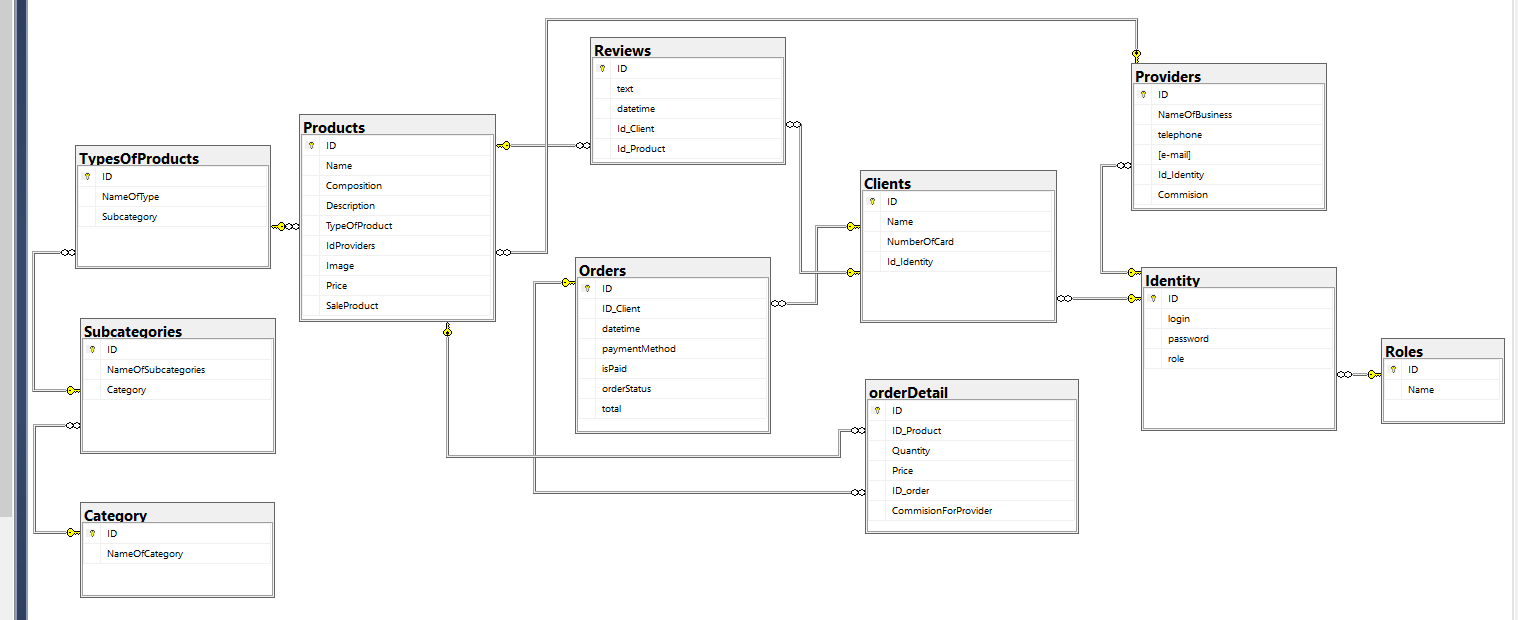 TypesOfProducts
ID
NameOfType
Subcategory
Subcategories
ID
NameOfSubcategories
Category
Category
ID
NameOfCategory
Products
ID
Name
Composition
Description
TypeOfProduct
IdProviders
Image
Price
SaleProduct
Reviews
ID
text
datetime
Id_Client
Id_Product
Orders
ID
ID_Client
datetime
paymentMethod
isPaid
orderStatus
total
Clients
ID
Name
NumberOfCard
Id_Identity
orderDetail
ID
ID_Product
Quantity
Price
ID_order
CommisionForProvider
Providers
ID
NameOfBusiness
telephone
[e-mail]
Id_Identity
Commision
Identity
ID
login
password
role
Roles
ID
Name